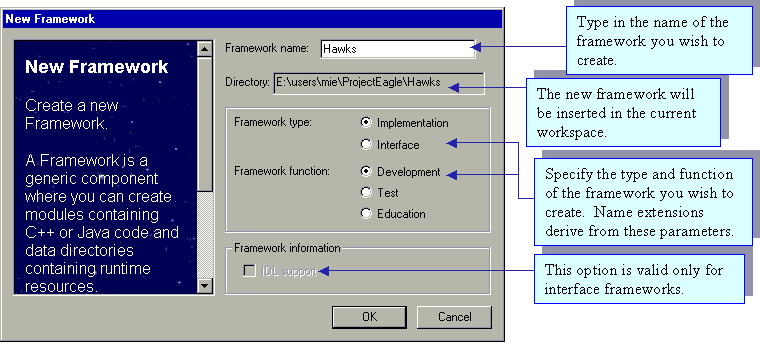 New Framework
New Framework
Create a new
Framework.
A Framework is a
generic component
where you can create
modules containing
C++ or Java code and
data directories
containing runtime
resources.
Framework name:
Hawks
Directory:
E:\users\mie\ProjectEagle\Hawks
Framework type:
Implementation
Interface
Framework function:
Development
Test
Education
Framework information
IDL support
OK
Cancel
Type in the name of the
framework you wish to
create.
The new framework will
be inserted in the current
workspace.
Specify the type and function
of the framework you wish to
create.  Name extensions
derive from these parameters.
This option is valid only for
interface frameworks.